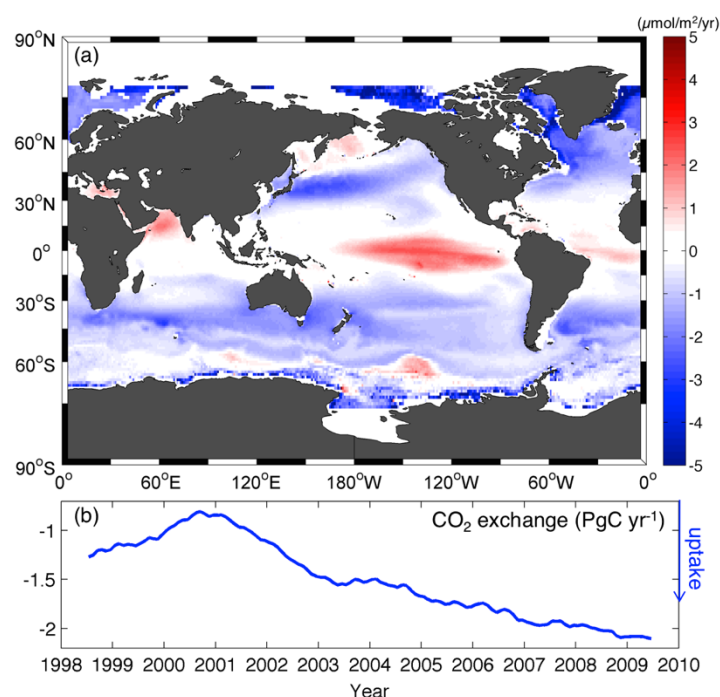 (μmol/m²/yr)
90°N
(a)
5
4
60°N
3
2
30°N
1
0°
0
-1
30°S
-2
-3
60°S
-4
90°S
-5
0° 60°E 120°E 180°W 120°W 60°W 0°
(b)
CO₂ exchange (PgC yr⁻¹)
-1
-1.5
-2
uptake
1998 1999 2000 2001 2002 2003 2004 2005 2006 2007 2008 2009 2010
Year